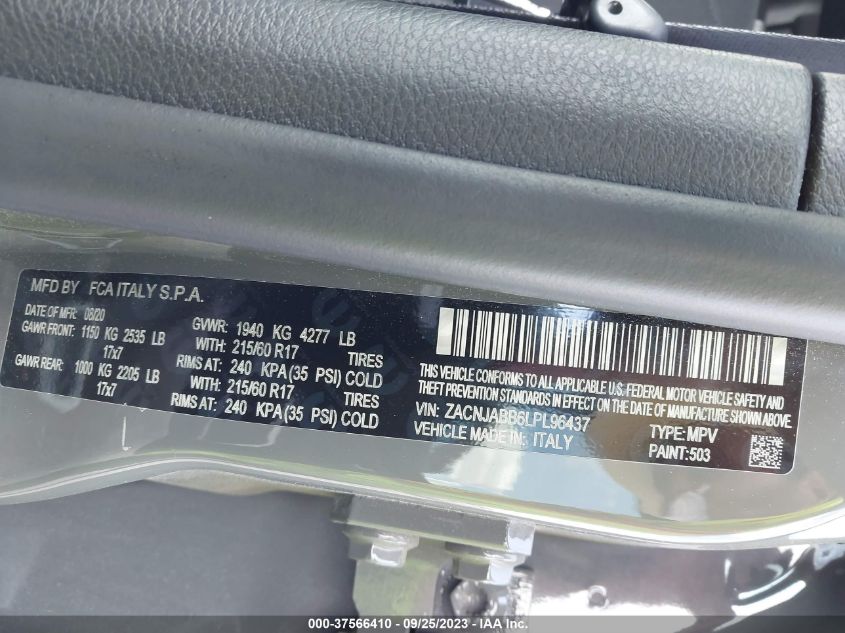 MFD BY FCA ITALY S.P.A.
DATE OF MFR: 08/20
GAWR FRONT: 1150 KG 2535 LB
17x7
GAWR REAR: 1000 KG 2205 LB
17x7
GVWR: 1940 KG 4277 LB
WITH: 215/60 R17 TIRES
RIMS AT: 240 KPA(35 PSI) COLD
WITH: 215/60 R17 TIRES
RIMS AT: 240 KPA(35 PSI) COLD
THIS VEHICLE CONFORMS TO ALL APPLICABLE U.S. FEDERAL MOTOR VEHICLE SAFETY AND
THEFT PREVENTION STANDARDS IN EFFECT ON THE DATE OF MANUFACTURE SHOWN ABOVE.
VIN: ZACNJABB6LPL96437 TYPE: MPV
VEHICLE MADE IN: ITALY PAINT: 503
000-37566410 - 09/25/2023 - IAA Inc.